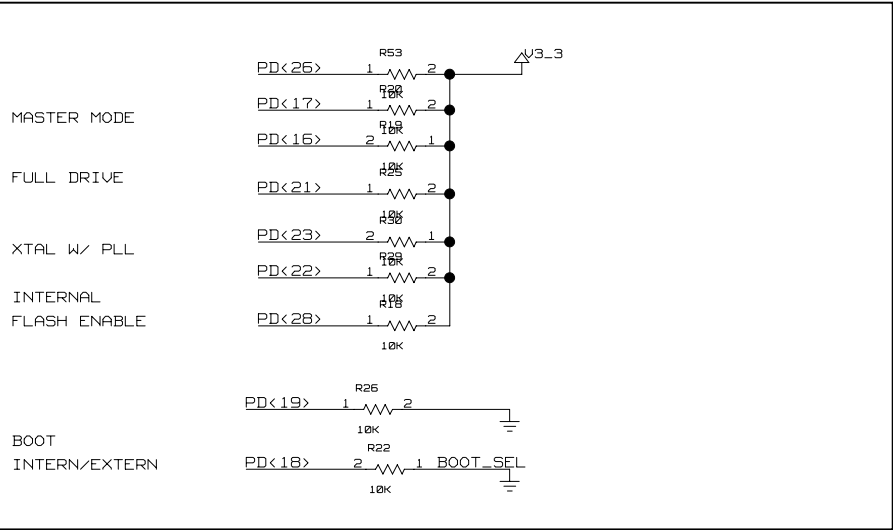 R53
PD<26> 1 2 V3_3
10K
R20
PD<17> 1 2
MASTER MODE
10K
R19
PD<16> 2 1
10K
FULL DRIVE
R25
PD<21> 1 2
10K
R30
PD<23> 2 1
XTAL W/ PLL
10K
R29
PD<22> 1 2
10K
INTERNAL
R18
FLASH ENABLE
PD<28> 1 2
10K
R26
PD<19> 1 2
10K
BOOT
R22
INTERN/EXTERN
PD<18> 2 1 BOOT_SEL
10K